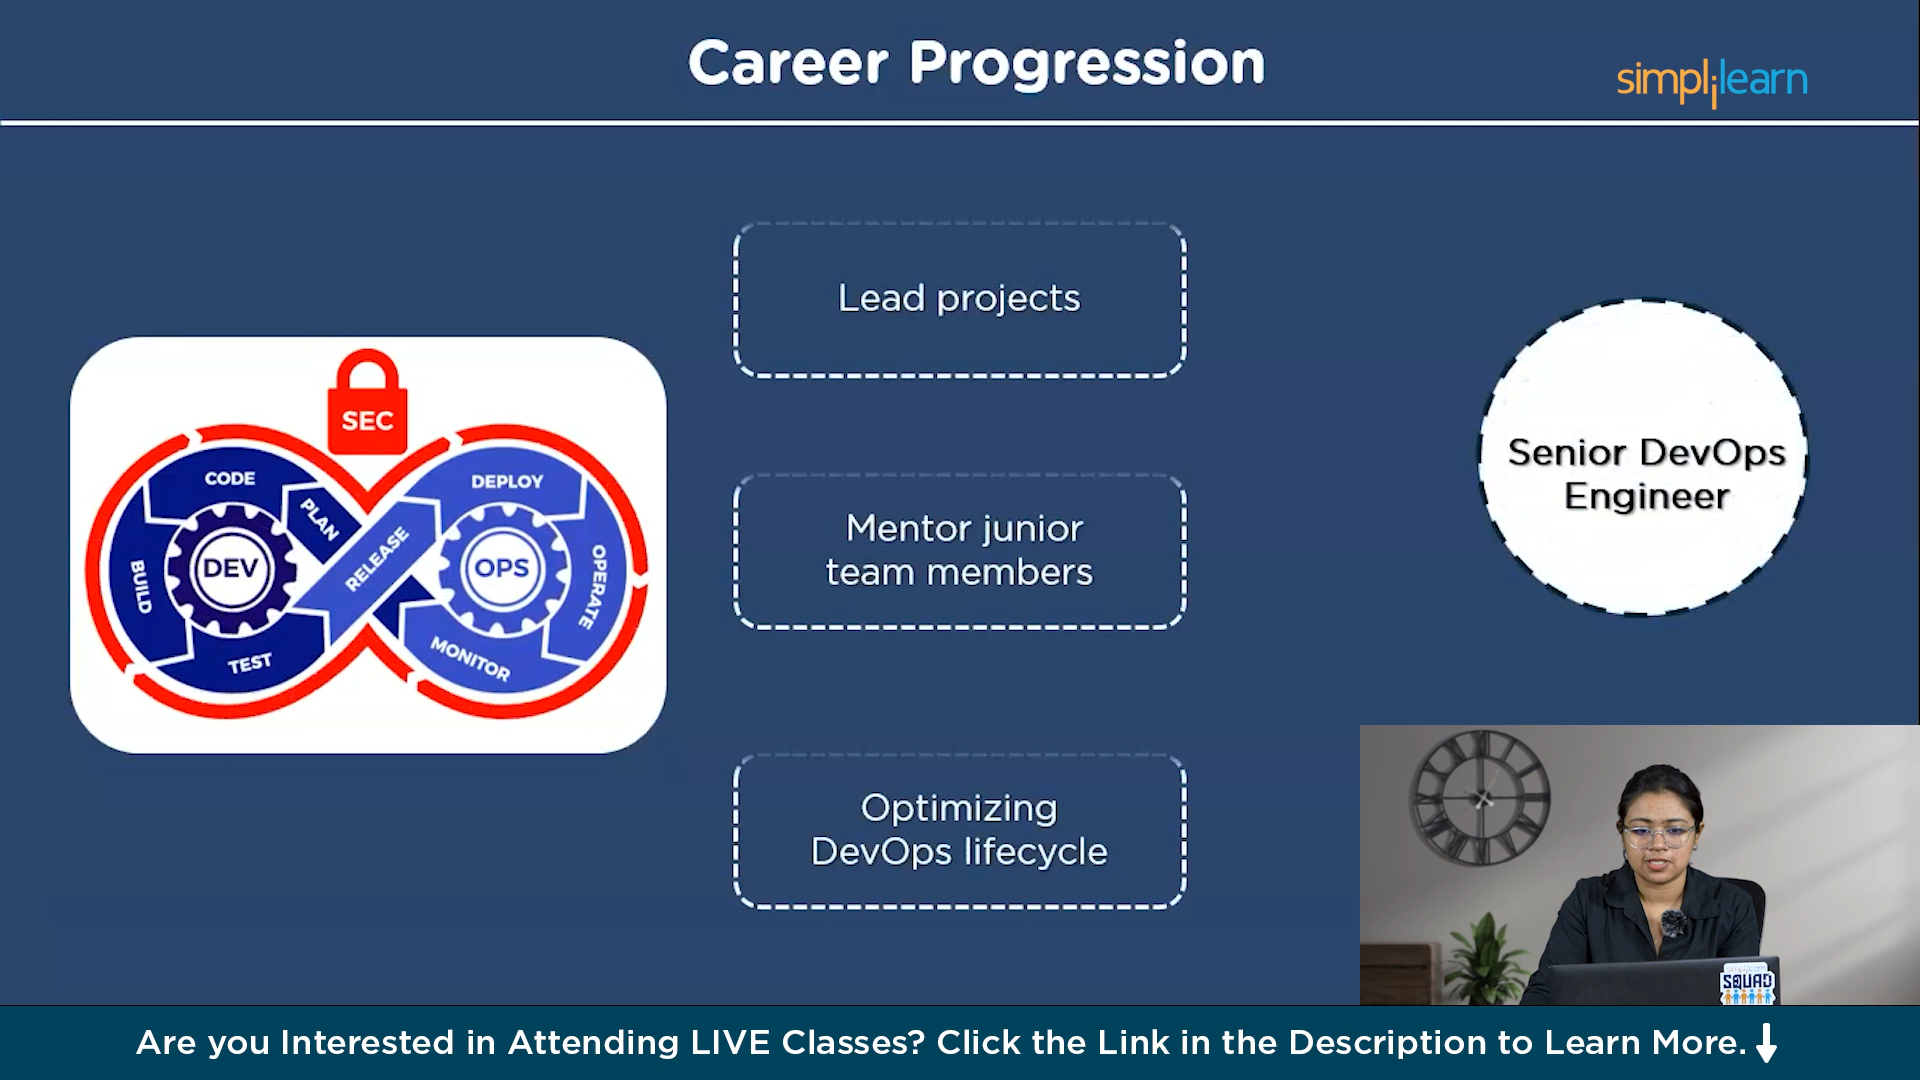 Career Progression
simplilearn
Lead projects
SEC
CODE
PLAN
BUILD
DEV
TEST
RELEASE
DEPLOY
OPS
OPERATE
MONITOR
Mentor junior
team members
Optimizing
DevOps lifecycle
Senior DevOps
Engineer
SQUAD
Are you Interested in Attending LIVE Classes? Click the Link in the Description to Learn More.